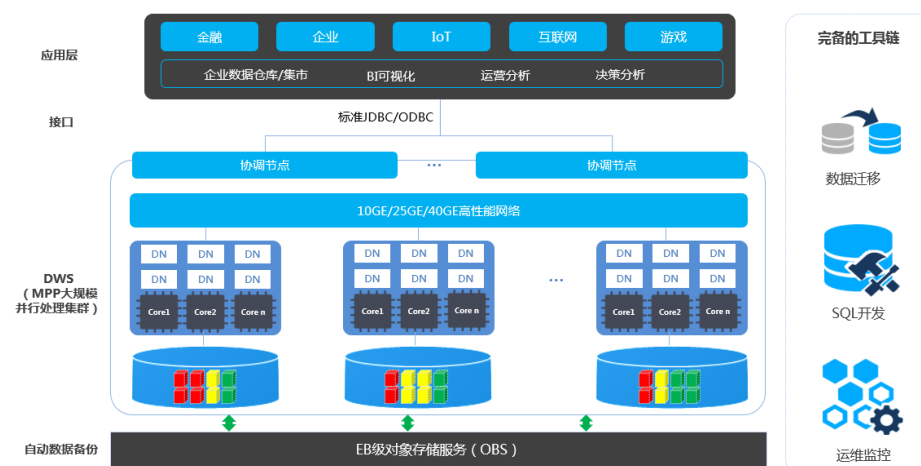 应用层
金融
企业
IoT
互联网
游戏
企业数据仓库/集市
BI可视化
运营分析
决策分析
接口
标准JDBC/ODBC
协调节点
...
协调节点
10GE/25GE/40GE高性能网络
DWS
（MPP大规模
并行处理集群）
DN DN DN
DN DN DN
Core1 Core2 Core n
DN DN DN
DN DN DN
Core1 Core2 Core n
...
DN DN DN
DN DN DN
Core1 Core2 Core n
自动数据备份
EB级对象存储服务（OBS）
完备的工具链
数据迁移
SQL开发
运维监控